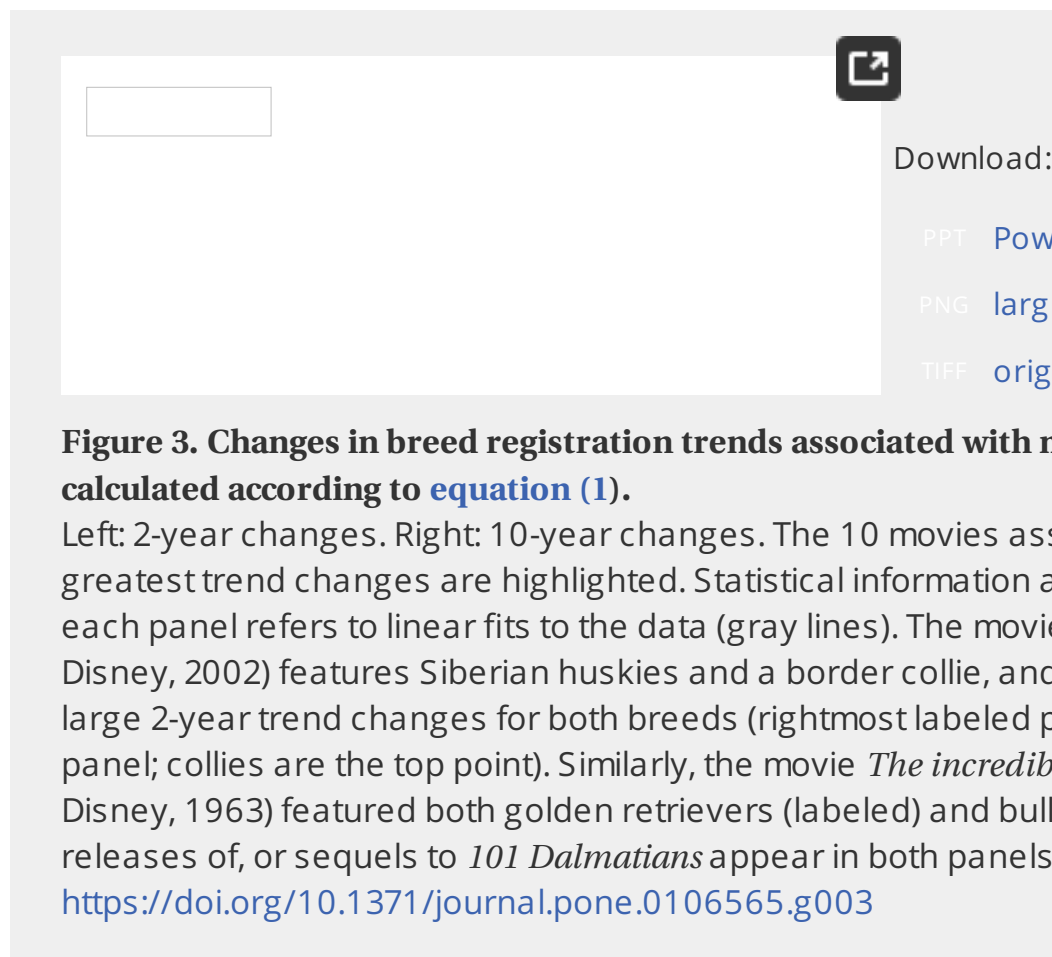 Download:
PPT Pow
PNG larg
TIFF orig
Figure 3. Changes in breed registration trends associated with
calculated according to equation (1).
Left: 2-year changes. Right: 10-year changes. The 10 movies ass
greatest trend changes are highlighted. Statistical information a
each panel refers to linear fits to the data (gray lines). The movie
Disney, 2002) features Siberian huskies and a border collie, and
large 2-year trend changes for both breeds (rightmost labeled p
panel; collies are the top point). Similarly, the movie The incredib
Disney, 1963) featured both golden retrievers (labeled) and bull
releases of, or sequels to 101 Dalmatians appear in both panels
https://doi.org/10.1371/journal.pone.0106565.g003